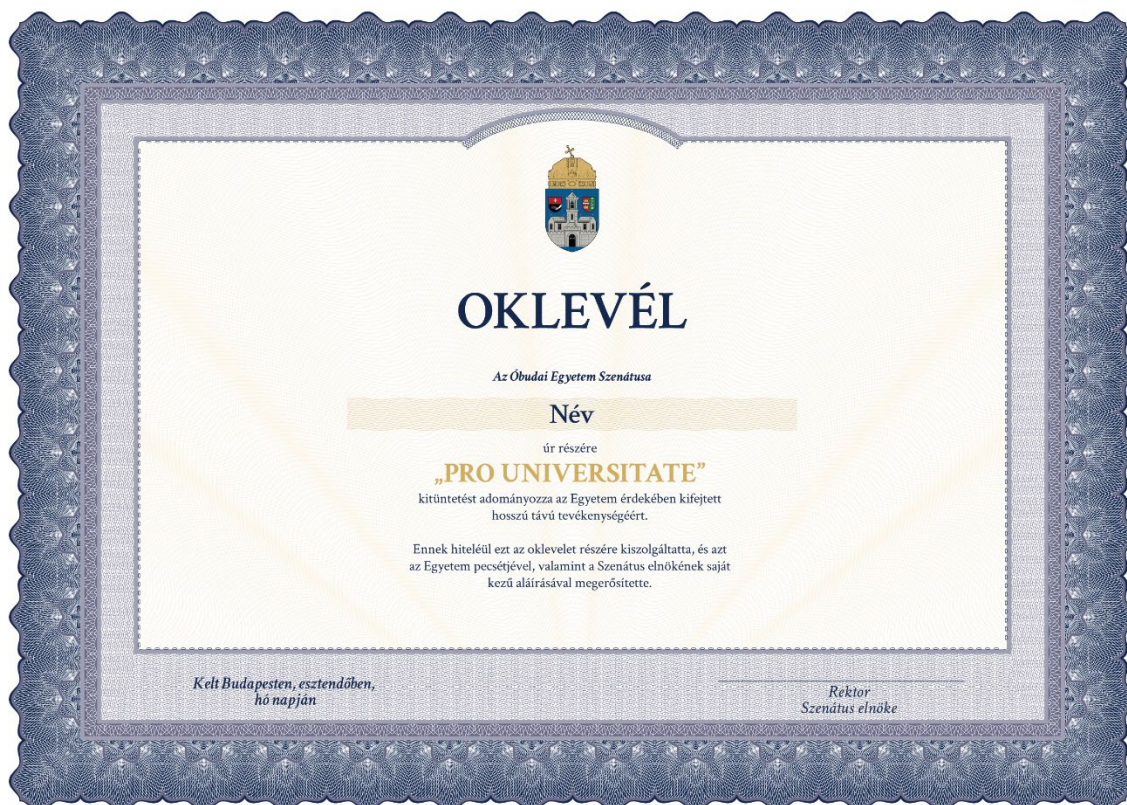 OKLEVÉL
Az Óbudai Egyetem Szenátusa
Név
úr részére
„PRO UNIVERSITATE”
kitüntetést adományozza az Egyetem érdekében kifejtett
hosszú távú tevékenységéért.
Ennek hiteléül ezt az oklevelet részére kiszolgáltatta, és azt
az Egyetem pecsétjével, valamint a Szenátus elnökének saját
kezű aláírásával megerősítette.
Kelt Budapesten, esztendőben,
hó napján
Rektor
Szenátus elnöke